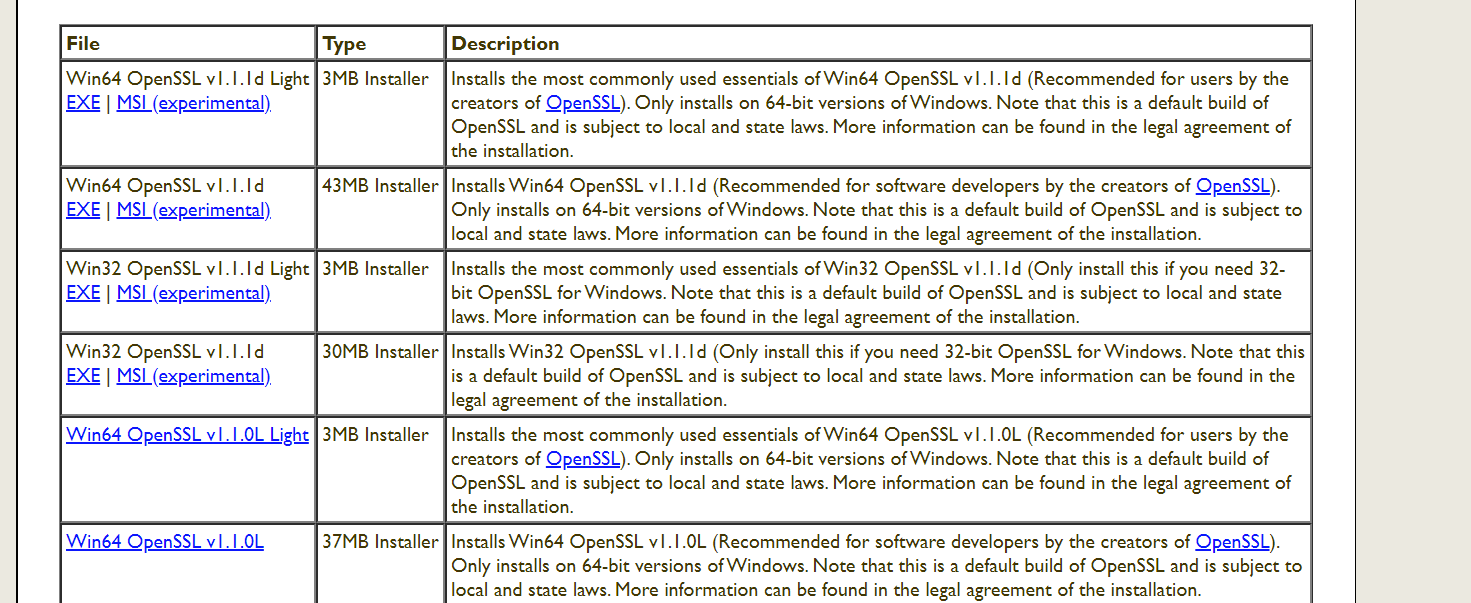 File Type Description
Win64 OpenSSL v1.1.1d Light 3MB Installer Installs the most commonly used essentials of Win64 OpenSSL v1.1.1d (Recommended for users by the
EXE | MSI (experimental) creators of OpenSSL). Only installs on 64-bit versions of Windows. Note that this is a default build of
OpenSSL and is subject to local and state laws. More information can be found in the legal agreement of
the installation.
Win64 OpenSSL v1.1.1d 43MB Installer Installs Win64 OpenSSL v1.1.1d (Recommended for software developers by the creators of OpenSSL).
EXE | MSI (experimental) Only installs on 64-bit versions of Windows. Note that this is a default build of OpenSSL and is subject to
local and state laws. More information can be found in the legal agreement of the installation.
Win32 OpenSSL v1.1.1d Light 3MB Installer Installs the most commonly used essentials of Win32 OpenSSL v1.1.1d (Only install this if you need 32-
EXE | MSI (experimental) bit OpenSSL for Windows. Note that this is a default build of OpenSSL and is subject to local and state
laws. More information can be found in the legal agreement of the installation.
Win32 OpenSSL v1.1.1d 30MB Installer Installs Win32 OpenSSL v1.1.1d (Only install this if you need 32-bit OpenSSL for Windows. Note that this
EXE | MSI (experimental) is a default build of OpenSSL and is subject to local and state laws. More information can be found in the
legal agreement of the installation.
Win64 OpenSSL v1.1.0L Light 3MB Installer Installs the most commonly used essentials of Win64 OpenSSL v1.1.0L (Recommended for users by the
creators of OpenSSL). Only installs on 64-bit versions of Windows. Note that this is a default build of
OpenSSL and is subject to local and state laws. More information can be found in the legal agreement of
the installation.
Win64 OpenSSL v1.1.0L 37MB Installer Installs Win64 OpenSSL v1.1.0L (Recommended for software developers by the creators of OpenSSL).
Only installs on 64-bit versions of Windows. Note that this is a default build of OpenSSL and is subject to
local and state laws. More information can be found in the legal agreement of the installation.